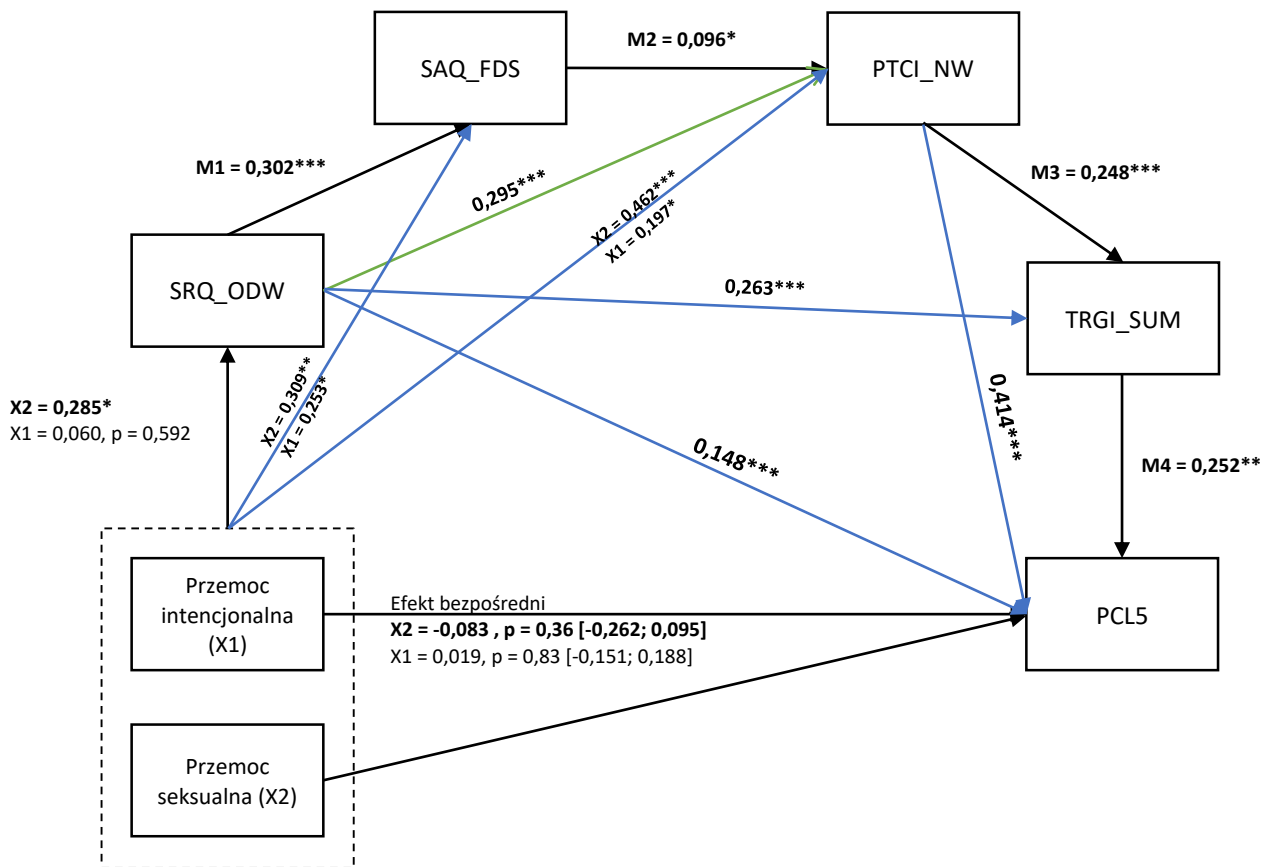 M2 = 0,096*
SAQ_FDS
PTCI_NW
M1 = 0,302***
0,295***
X2 = 0,462***
X1 = 0,197*
M3 = 0,248***
SRQ_ODW
0,263***
TRGI_SUM
X2 = 0,309**
X1 = 0,253*
0,414***
X2 = 0,285*
X1 = 0,060, p = 0,592
0,148***
M4 = 0,252**
Przemoc
intencjonalna
(X1)
Efekt bezpośredni
X2 = -0,083 , p = 0,36 [-0,262; 0,095]
X1 = 0,019, p = 0,83 [-0,151; 0,188]
PCL5
Przemoc
seksualna (X2)